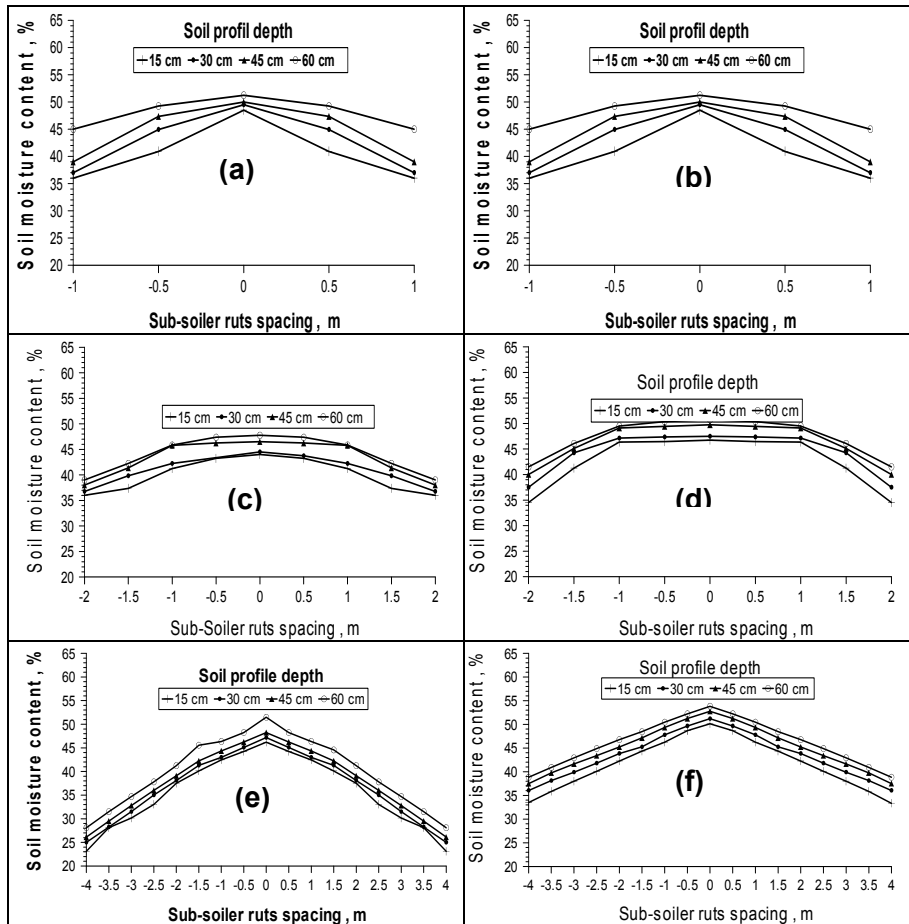 Soil profil depth
15 cm 30 cm 45 cm 60 cm
Soil moisture content , %
65
60
55
50
45
40
35
30
25
20
(a)
-1 -0.5 0 0.5 1
Sub-soiler ruts spacing , m
Soil profil depth
15 cm 30 cm 45 cm 60 cm
Soil moisture content , %
65
60
55
50
45
40
35
30
25
20
(b)
-1 -0.5 0 0.5 1
Sub-soiler ruts spacing , m
15 cm 30 cm 45 cm 60 cm
Soil moisture content , %
65
60
55
50
45
40
35
30
25
20
(c)
-2 -1.5 -1 -0.5 0 0.5 1 1.5 2
Sub-Soiler ruts spacing , m
Soil profile depth
15 cm 30 cm 45 cm 60 cm
Soil moisture content , %
65
60
55
50
45
40
35
30
25
20
(d)
-2 -1.5 -1 -0.5 0 0.5 1 1.5 2
Sub-Soiler ruts spacing , m
Soil profile depth
15 cm 30 cm 45 cm 60 cm
Soil moisture content, %
65
60
55
50
45
40
35
30
25
20
(e)
-4 -3.5 -3 -2.5 -2 -1.5 -1 -0.5 0 0.5 1 1.5 2 2.5 3 3.5 4
Sub-soiler ruts spacing , m
Soil profile depth
15 cm 30 cm 45 cm 60 cm
Soil moisture content, %
65
60
55
50
45
40
35
30
25
20
(f)
-4 -3.5 -3 -2.5 -2 -1.5 -1 -0.5 0 0.5 1 1.5 2 2.5 3 3.5 4
Sub-soiler ruts spacing , m